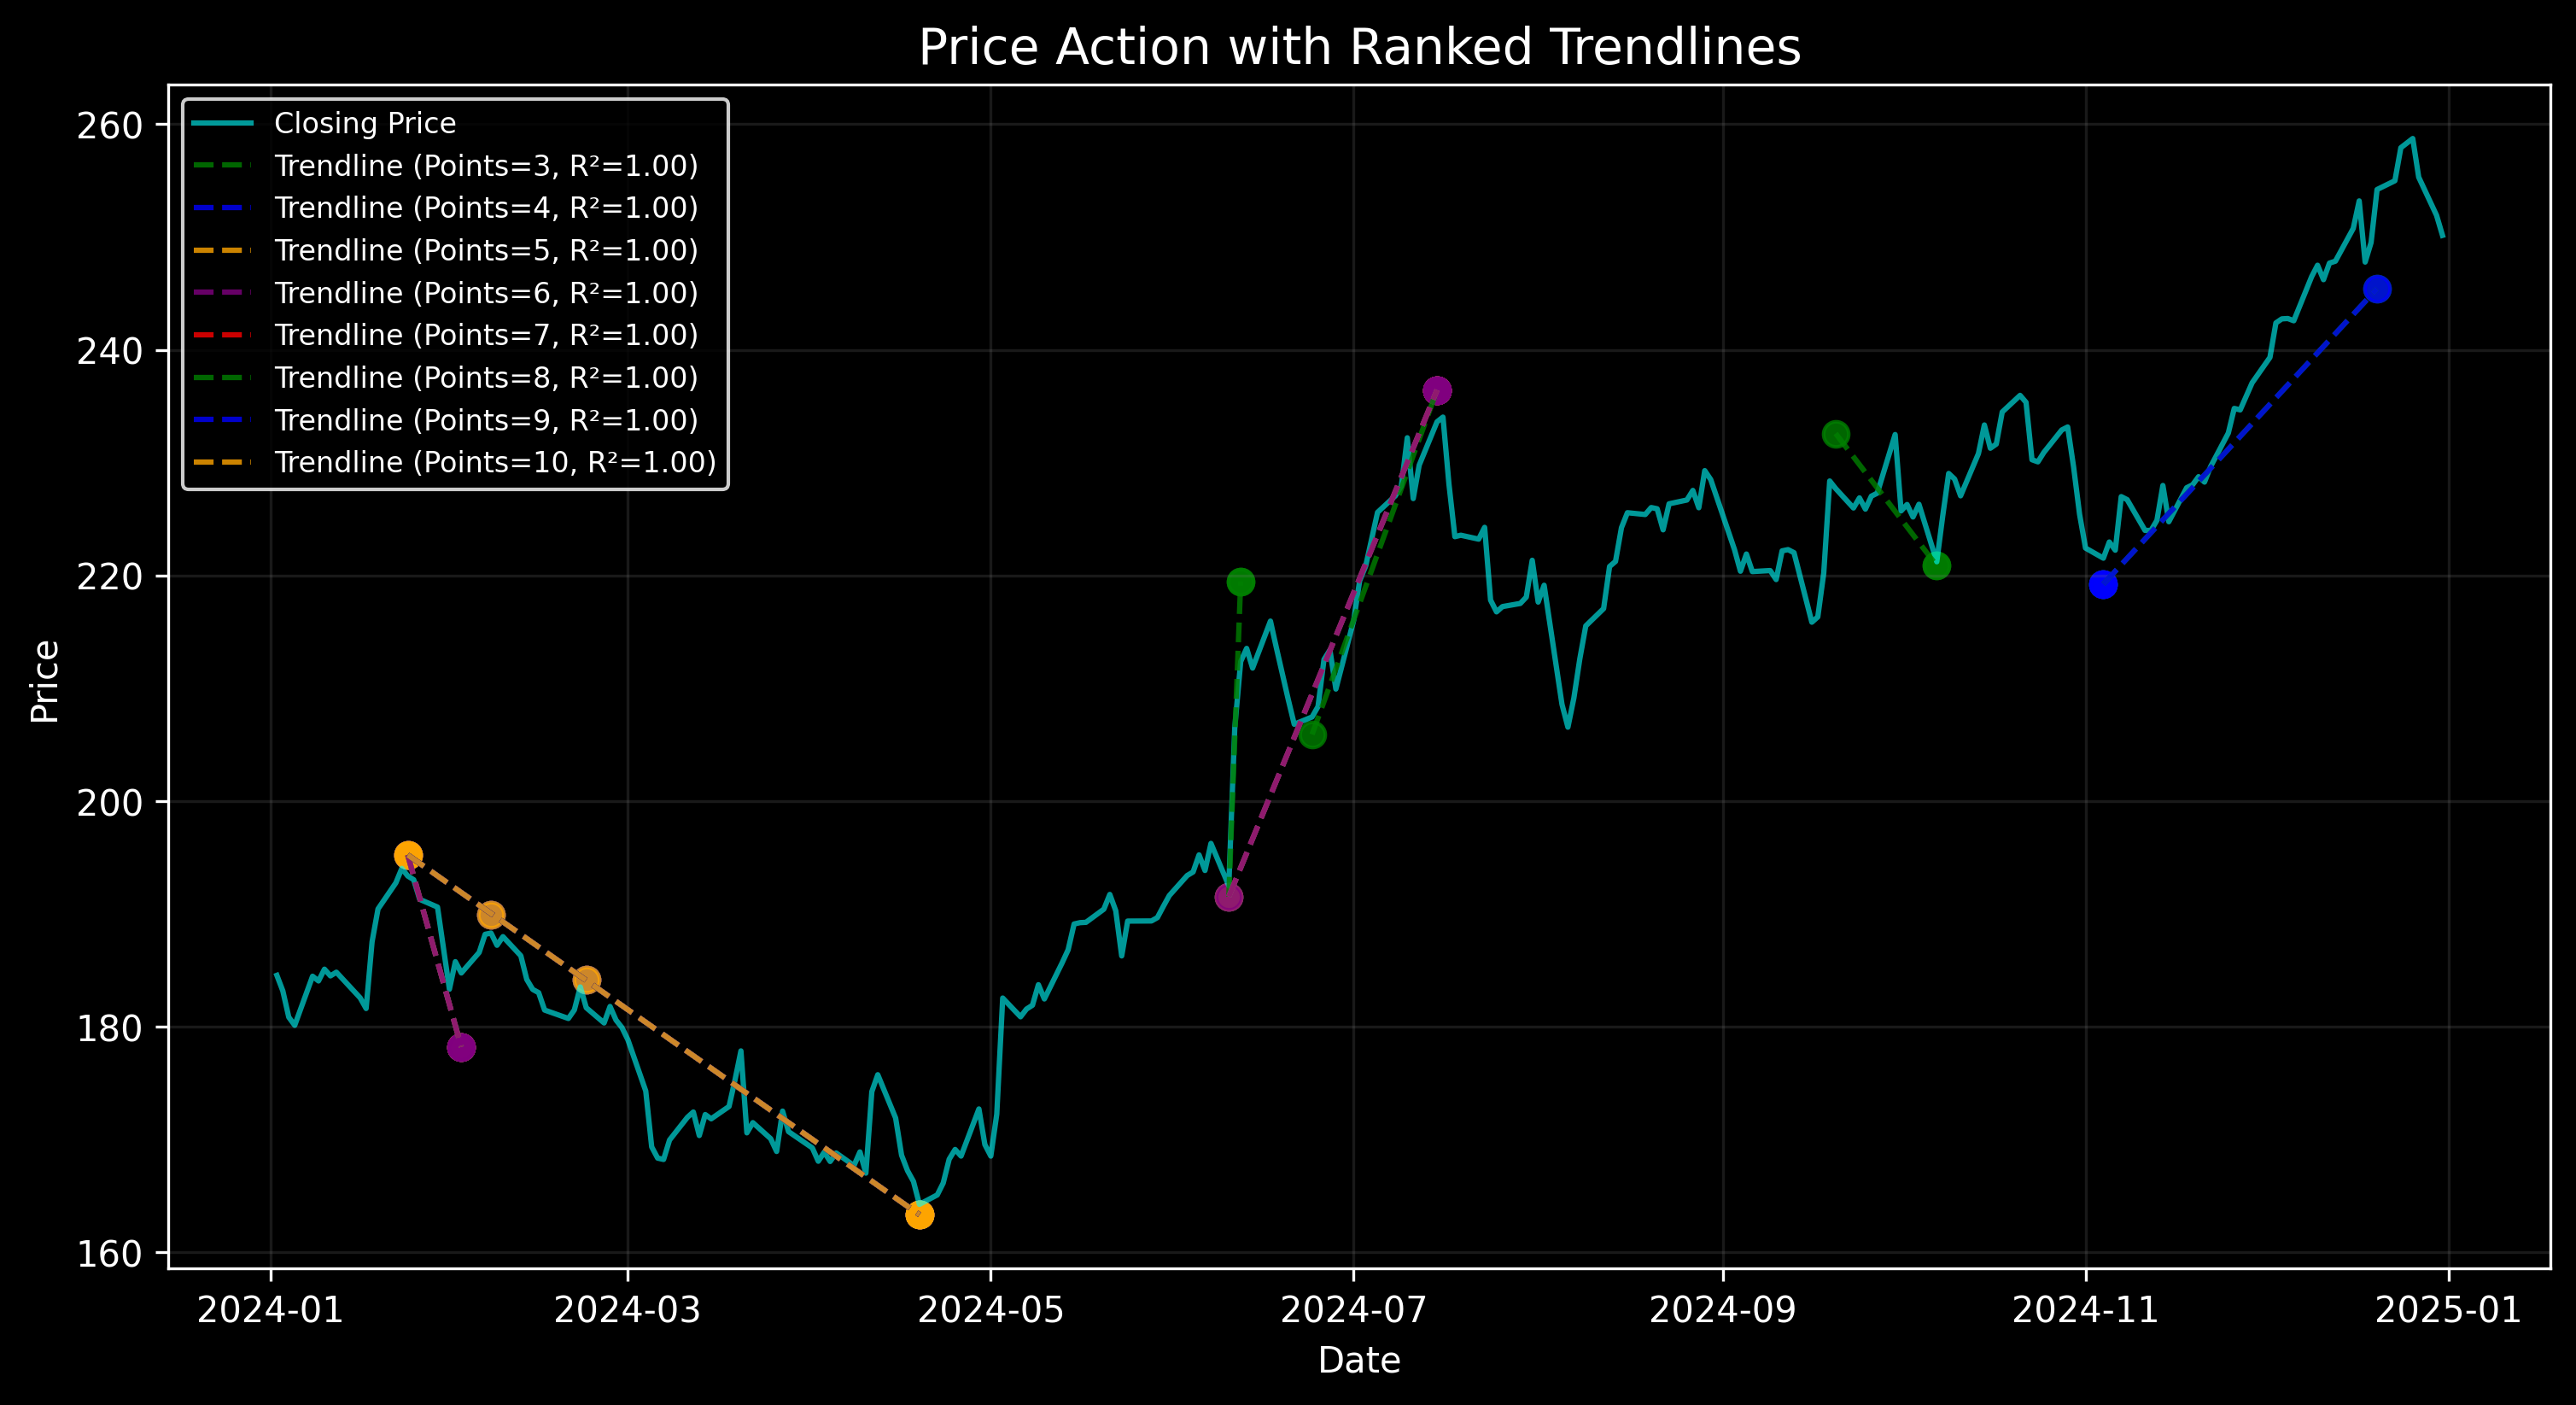 Price Action with Ranked Trendlines
Closing Price
Trendline (Points=3, R²=1.00)
Trendline (Points=4, R²=1.00)
Trendline (Points=5, R²=1.00)
Trendline (Points=6, R²=1.00)
Trendline (Points=7, R²=1.00)
Trendline (Points=8, R²=1.00)
Trendline (Points=9, R²=1.00)
Trendline (Points=10, R²=1.00)
260
240
220
200
180
160
Price
2024-01 2024-03 2024-05 2024-07 2024-09 2024-11 2025-01
Date